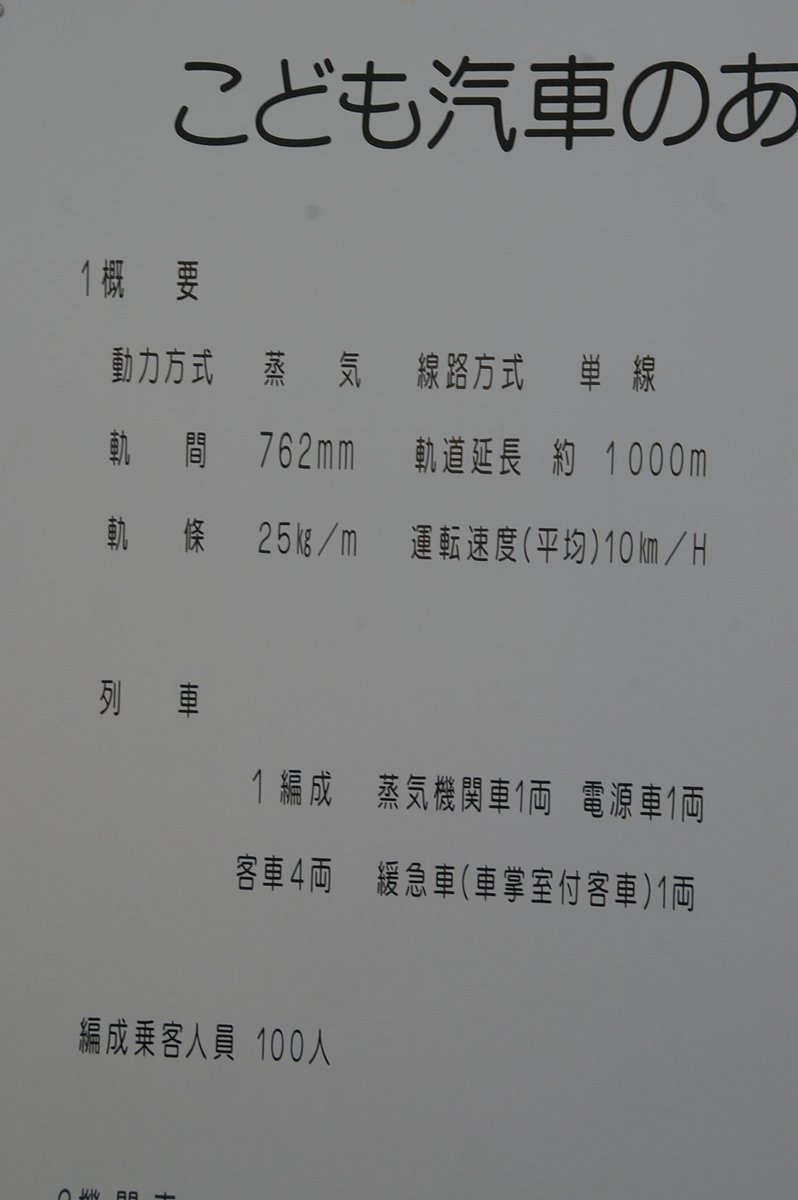 こども汽車のあ
1概　要
動力方式　蒸　気　線路方式　単　線
軌　間　762mm　軌道延長　約　1000m
軌　條　25㎏／m　運転速度(平均)10㎞／H
列　車
1 編成　蒸気機関車1両　電源車1両
客車4両　緩急車(車掌室付客車)1両
編成乗客人員　100人